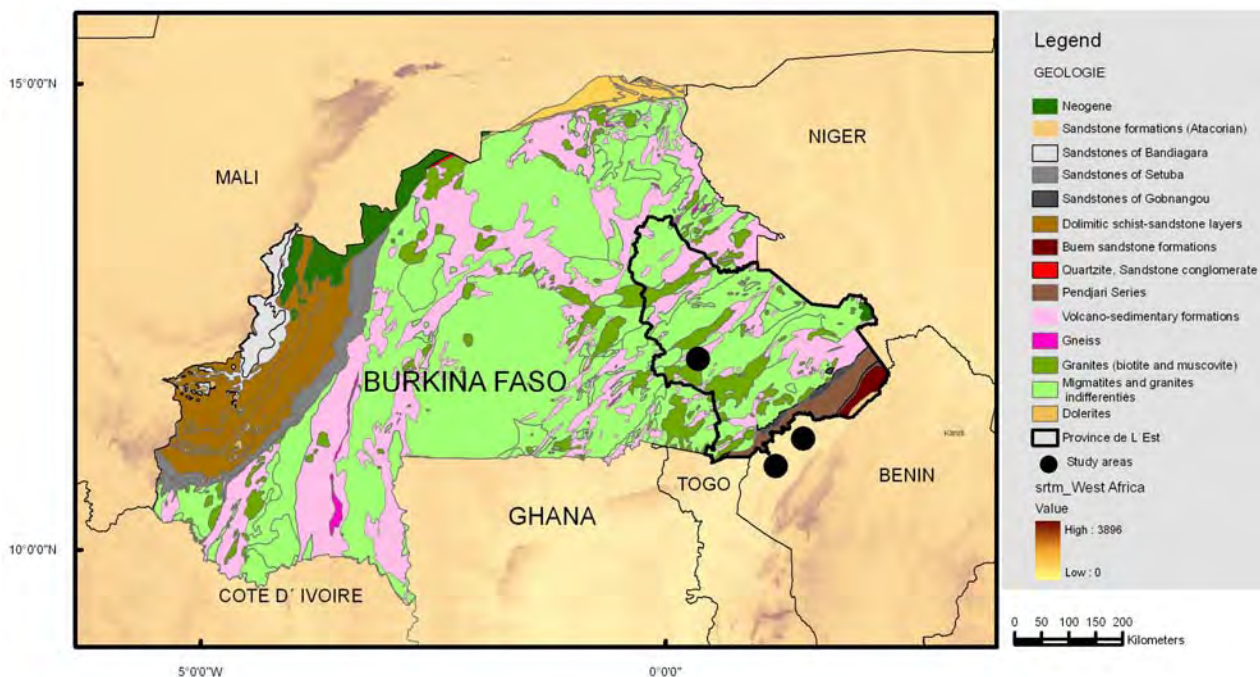 15°0'0"N
10°0'0"N
5°0'0"W
0°0'0"
MALI
NIGER
BURKINA FASO
BENIN
TOGO
GHANA
COTE D' IVOIRE
Legend
GEOLOGIE
Neogene
Sandstone formations (Atacorian)
Sandstones of Bandiagara
Sandstones of Setuba
Sandstones of Gobnangou
Dolimitic schist-sandstone layers
Buem sandstone formations
Quartzite, Sandstone conglomerate
Pendjari Series
Volcano-sedimentary formations
Gneiss
Granites (biotite and muscovite)
Migmatites and granites
indifferentiés
Dolerites
Province de L´Est
Study areas
srtm_West Africa
Value
High : 3896
Low : 0
0 50 100 150 200
Kilometers